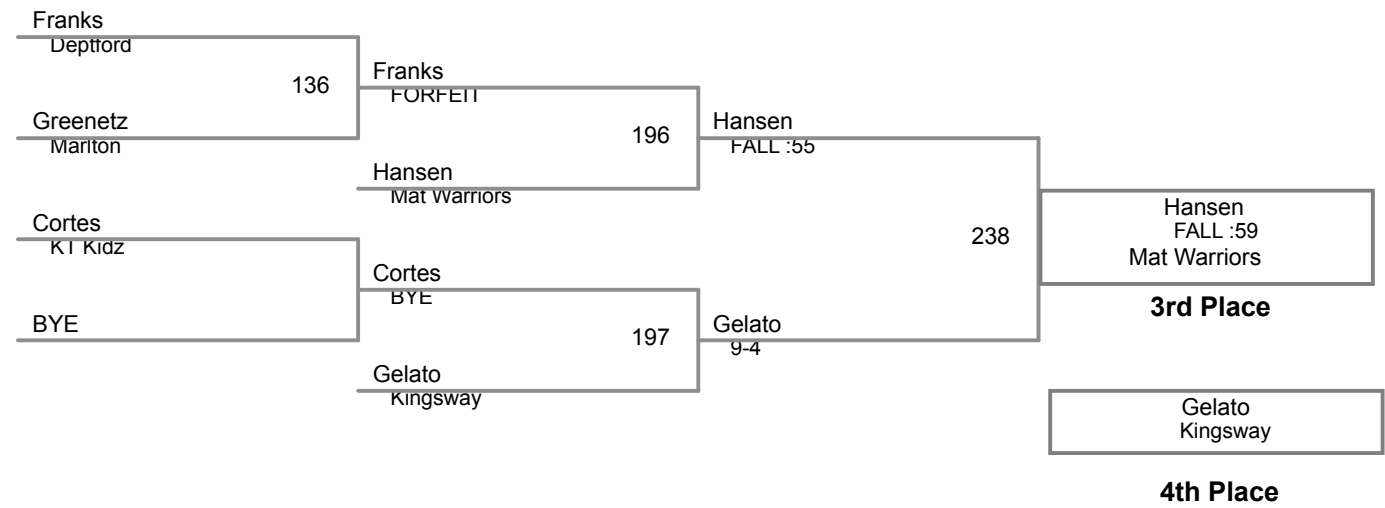 Franks
Deptford
136
Greenetz
Marlton
Franks
FORFEIT
196
Hansen
Mat Warriors
Hansen
FALL :55
Cortes
KT Kidz
BYE
Cortes
BYE
197
Gelato
Kingsway
Gelato
9-4
238
Hansen
FALL :59
Mat Warriors
3rd Place
Gelato
Kingsway
4th Place